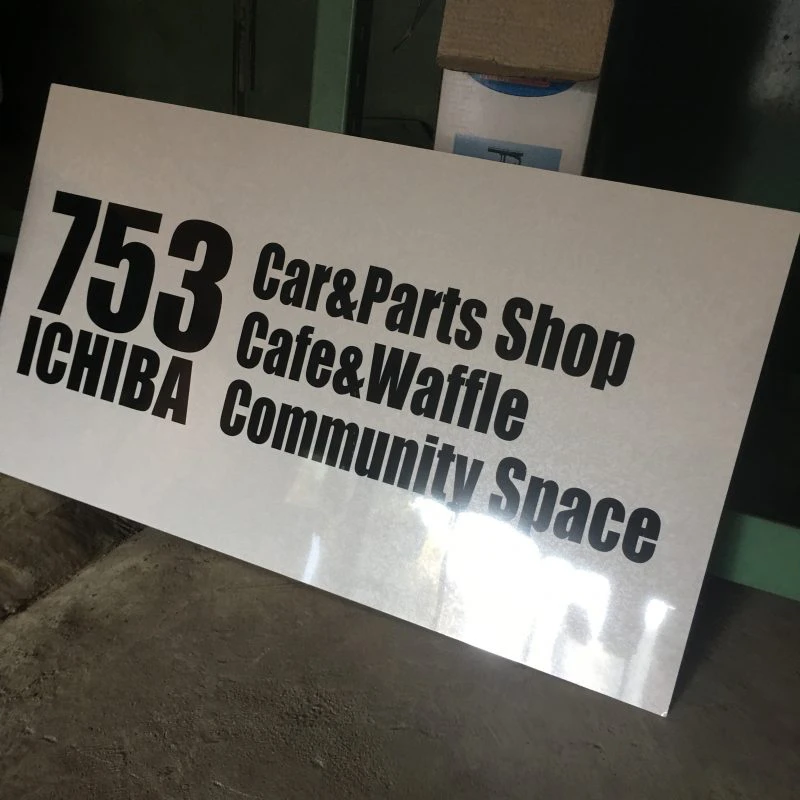 753
ICHIBA
Car&Parts Shop
Cafe&Waffle
Community Space